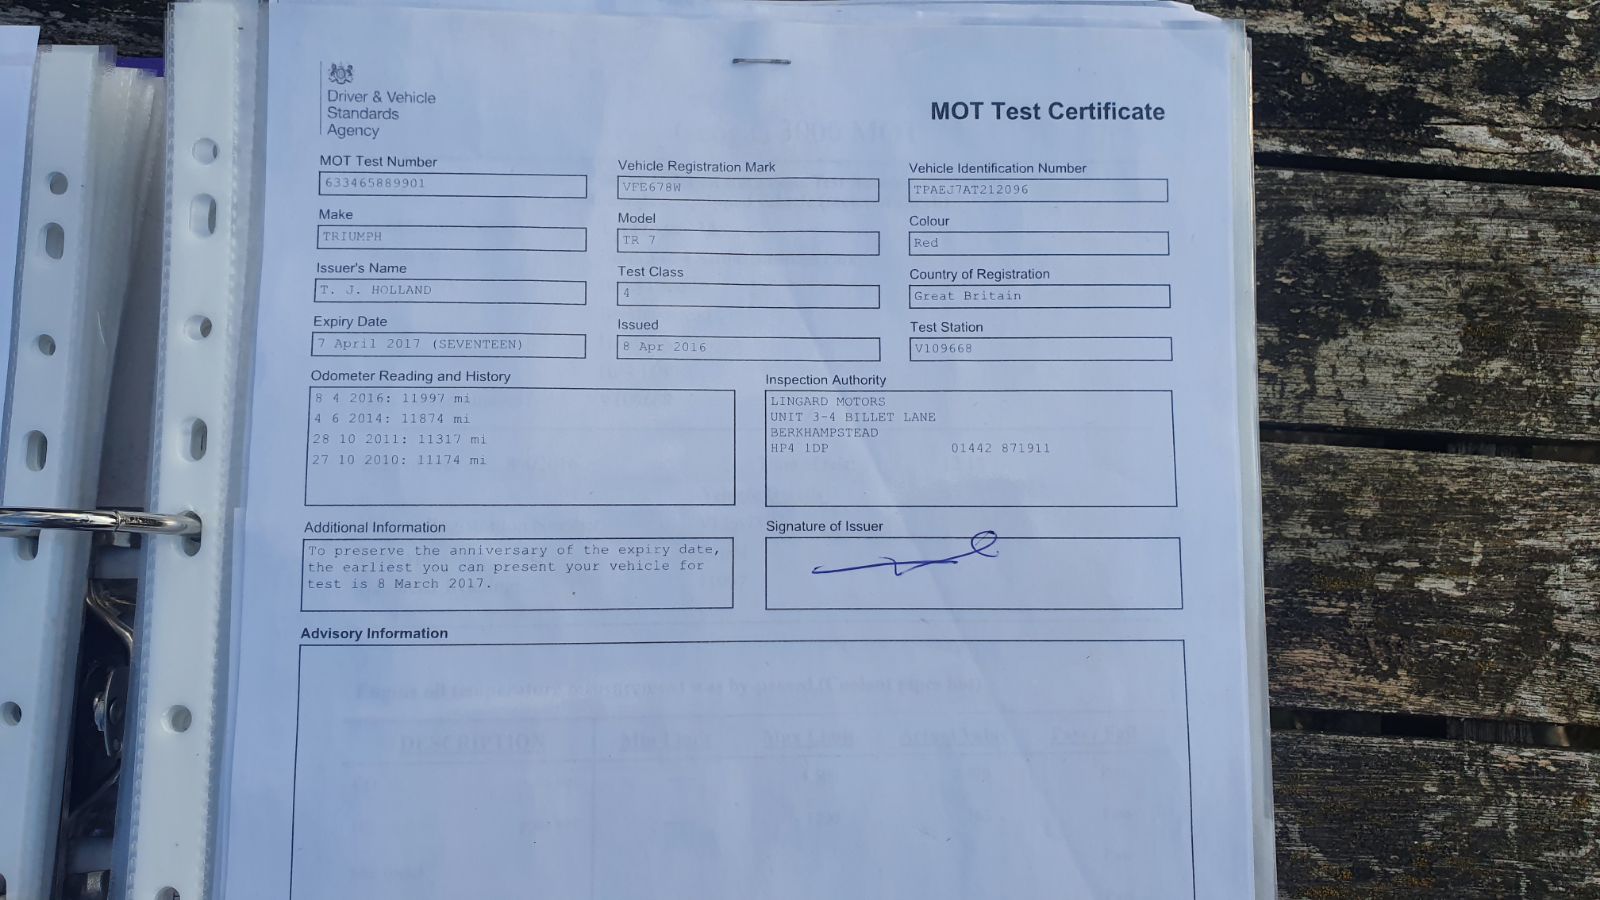 Driver & Vehicle
Standards
Agency
MOT Test Certificate
MOT Test Number
633465889901
Vehicle Registration Mark
VFE678W
Vehicle Identification Number
TPAEJ7AT212096
Make
TRIUMPH
Model
TR 7
Colour
Red
Issuer's Name
T. J. HOLLAND
Test Class
4
Country of Registration
Great Britain
Expiry Date
7 April 2017 (SEVENTEEN)
Issued
8 Apr 2016
Test Station
V109668
Odometer Reading and History
8 4 2016: 11997 mi
4 6 2014: 11874 mi
28 10 2011: 11317 mi
27 10 2010: 11174 mi
Inspection Authority
LINGARD MOTORS
UNIT 3-4 BILLET LANE
BERKHAMPSTEAD
HP4 1DP 01442 871911
Additional Information
To preserve the anniversary of the expiry date,
the earliest you can present your vehicle for
test is 8 March 2017.
Signature of Issuer
Advisory Information
DESCRIPTION